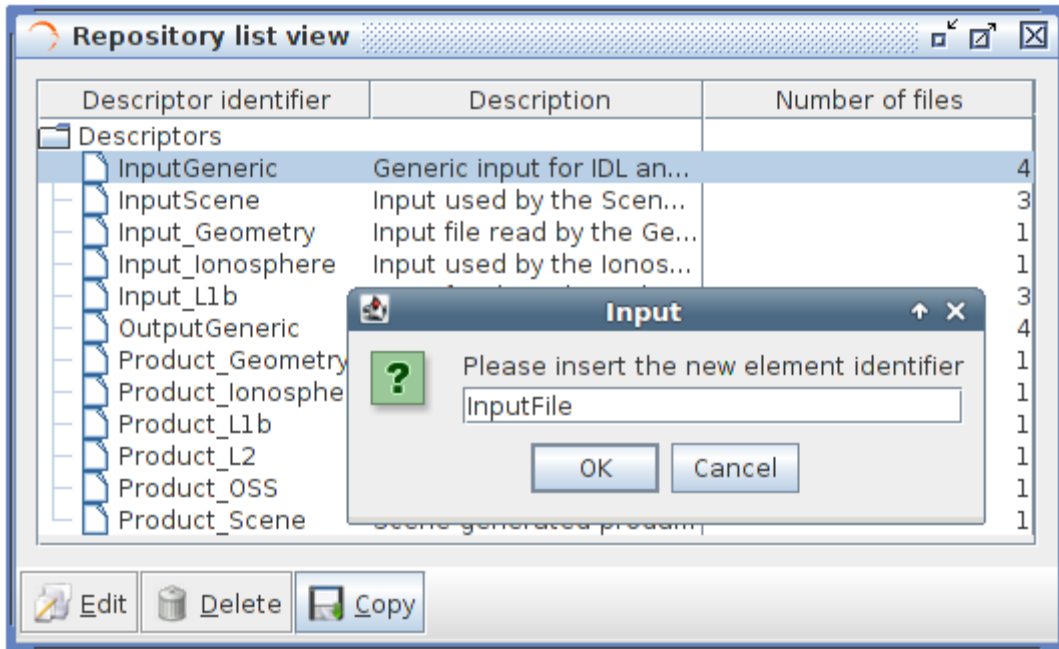 Repository list view
Descriptor identifier Description Number of files
Descriptors
InputGeneric Generic input for IDL an... 4
InputScene Input used by the Scen... 3
Input_Geometry Input file read by the Ge... 1
Input_Ionosphere Input used by the Ionos... 1
Input_L1b 3
OutputGeneric 4
Product_Geometry 1
Product_Ionosphe 1
Product_L1b 1
Product_L2 1
Product_OSS 1
Product_Scene Scene generated produ... 1
Input
Please insert the new element identifier
InputFile
OK Cancel
Edit Delete Copy